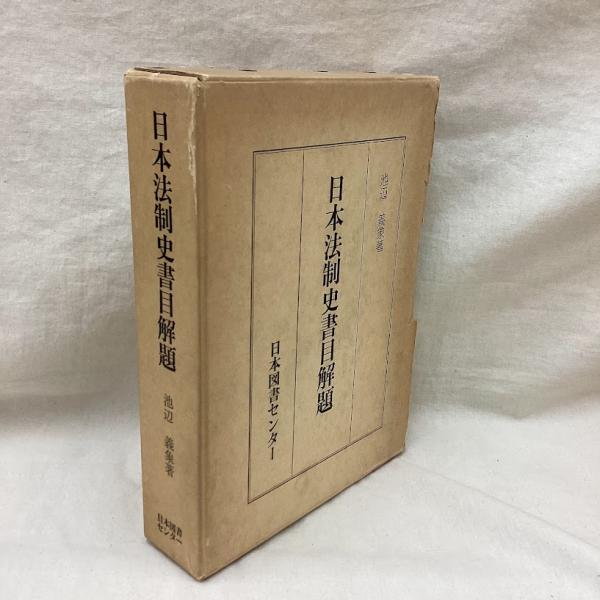 日本法制史書目解題
池辺 義象著
日本図書
センター
池辺 義象著
日本法制史書目解題
日本図書センター